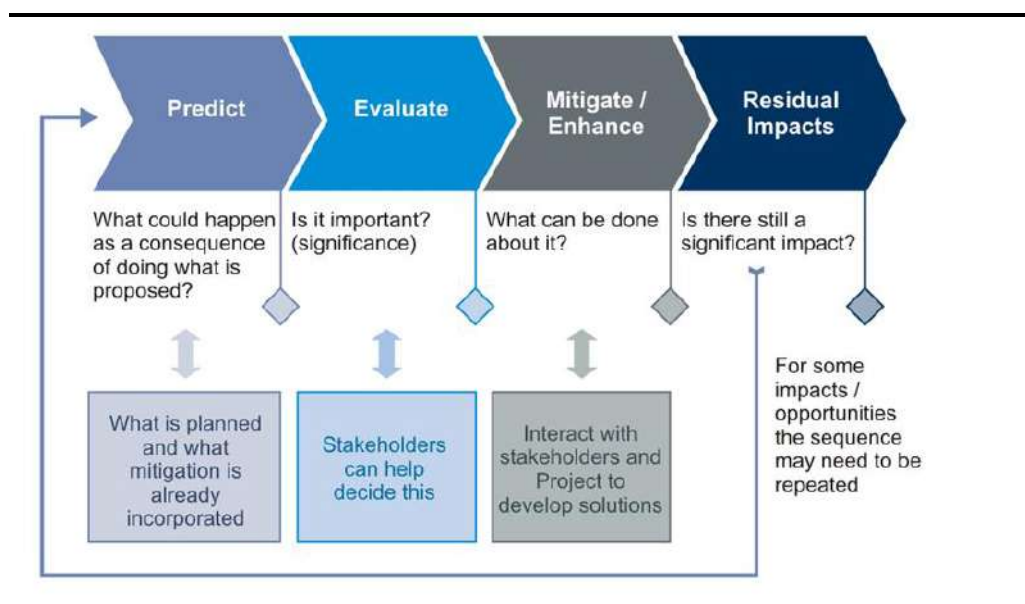 Predict
Evaluate
Mitigate /
Enhance
Residual
Impacts
What could happen
as a consequence
of doing what is
proposed?
Is it important?
(significance)
What can be done
about it?
Is there still a
significant impact?
What is planned
and what
mitigation is
already
incorporated
Stakeholders
can help
decide this
Interact with
stakeholders and
Project to
develop solutions
For some
impacts /
opportunities
the sequence
may need to be
repeated